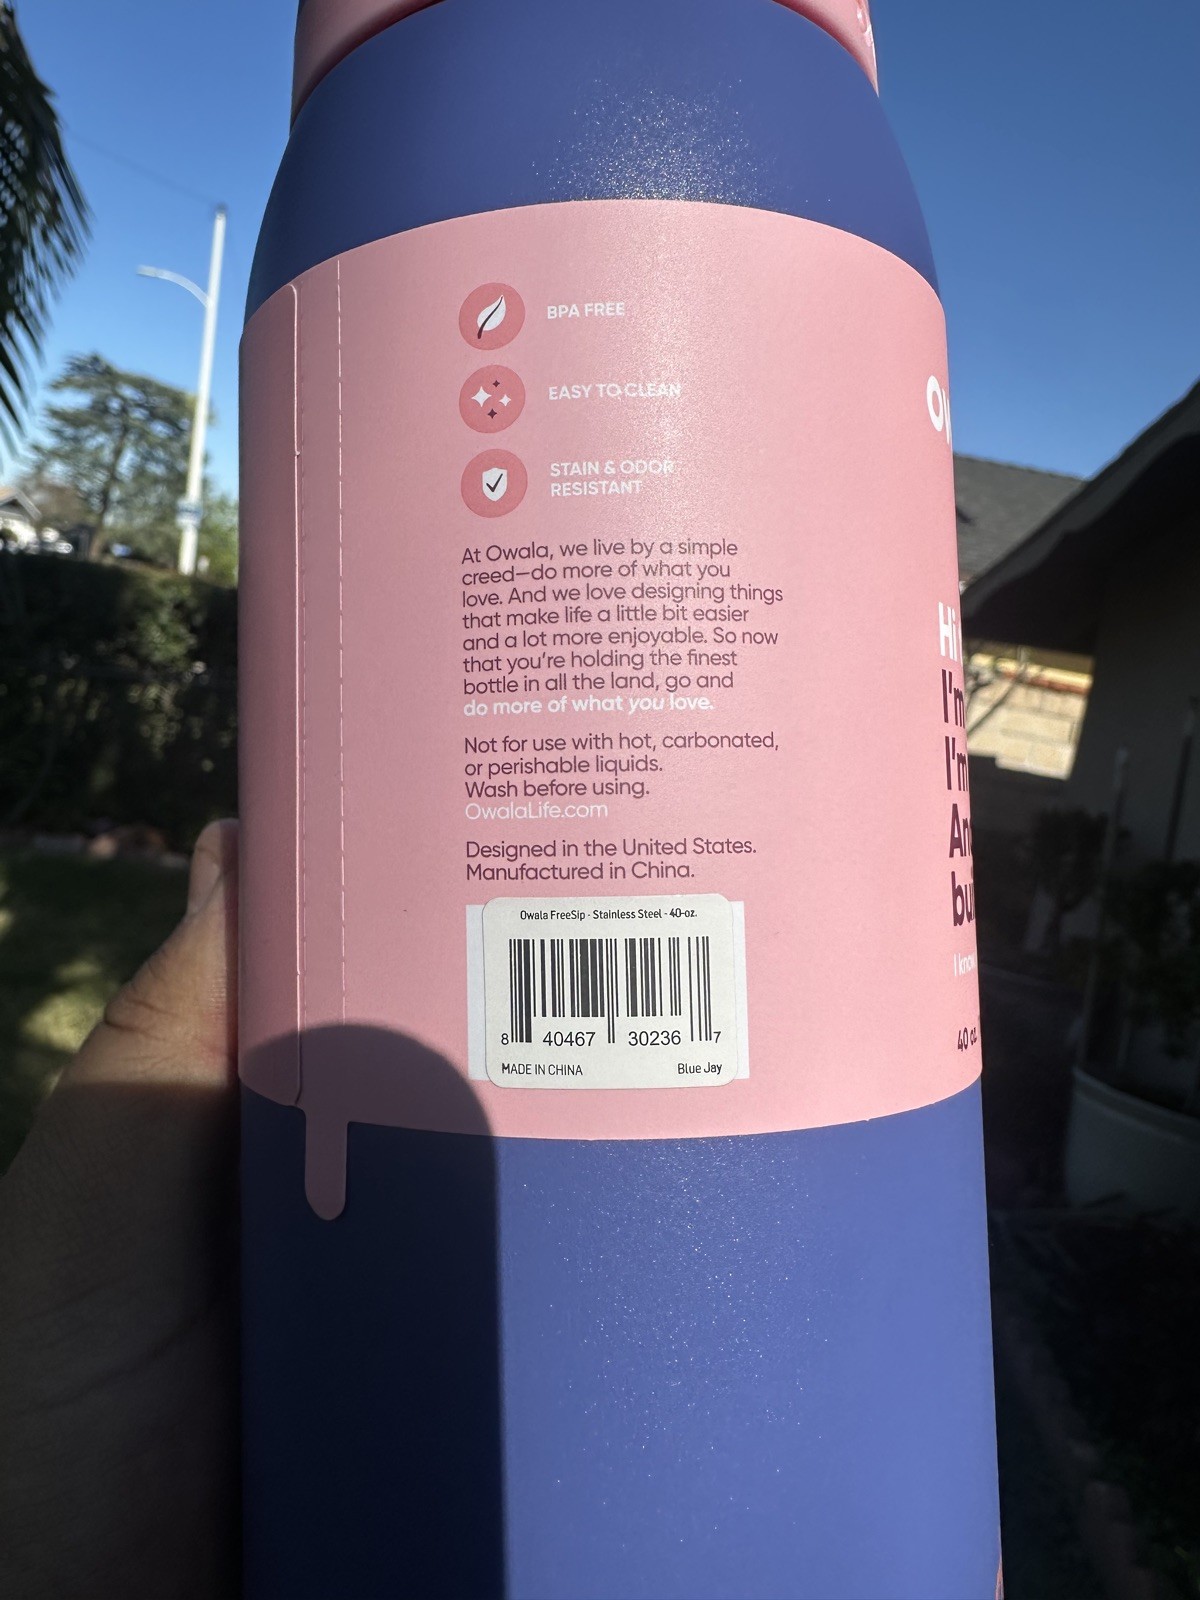 BPA FREE
EASY TO CLEAN
STAIN & ODOR
RESISTANT
At Owala, we live by a simple
creed—do more of what you
love. And we love designing things
that make life a little bit easier
and a lot more enjoyable. So now
that you're holding the finest
bottle in all the land, go and
do more of what you love.
Not for use with hot, carbonated,
or perishable liquids.
Wash before using.
OwalaLife.com
Designed in the United States.
Manufactured in China.
Owala FreeSip - Stainless Steel - 40-oz.
8 40467 30236 7
MADE IN CHINA Blue Jay
Hi
I'm
I'm
I know
40 oz.